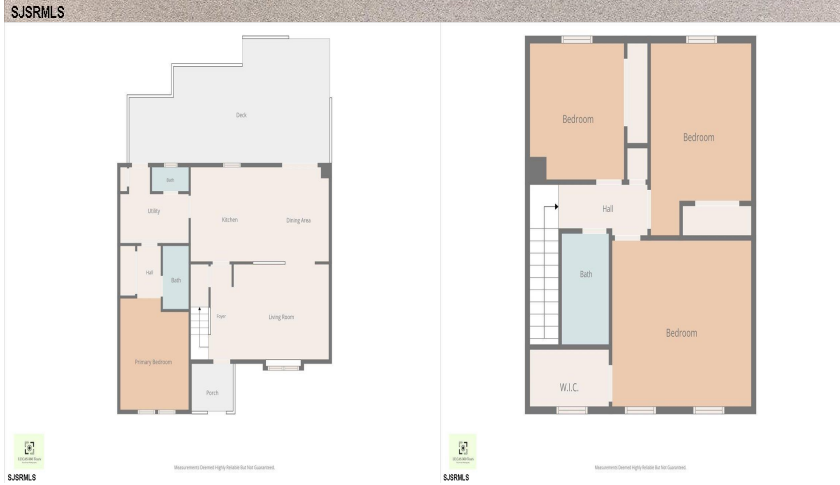 SJSRMLS
Deck
Bath
Utility
Kitchen
Dining Area
Hall
Bath
Foyer
Living Room
Primary Bedroom
Porch
Measurements Deemed Highly Reliable But Not Guaranteed.
SJSRMLS
Bedroom
Bedroom
Hall
Bath
Bedroom
W.I.C.
Measurements Deemed Highly Reliable But Not Guaranteed.
SJSRMLS